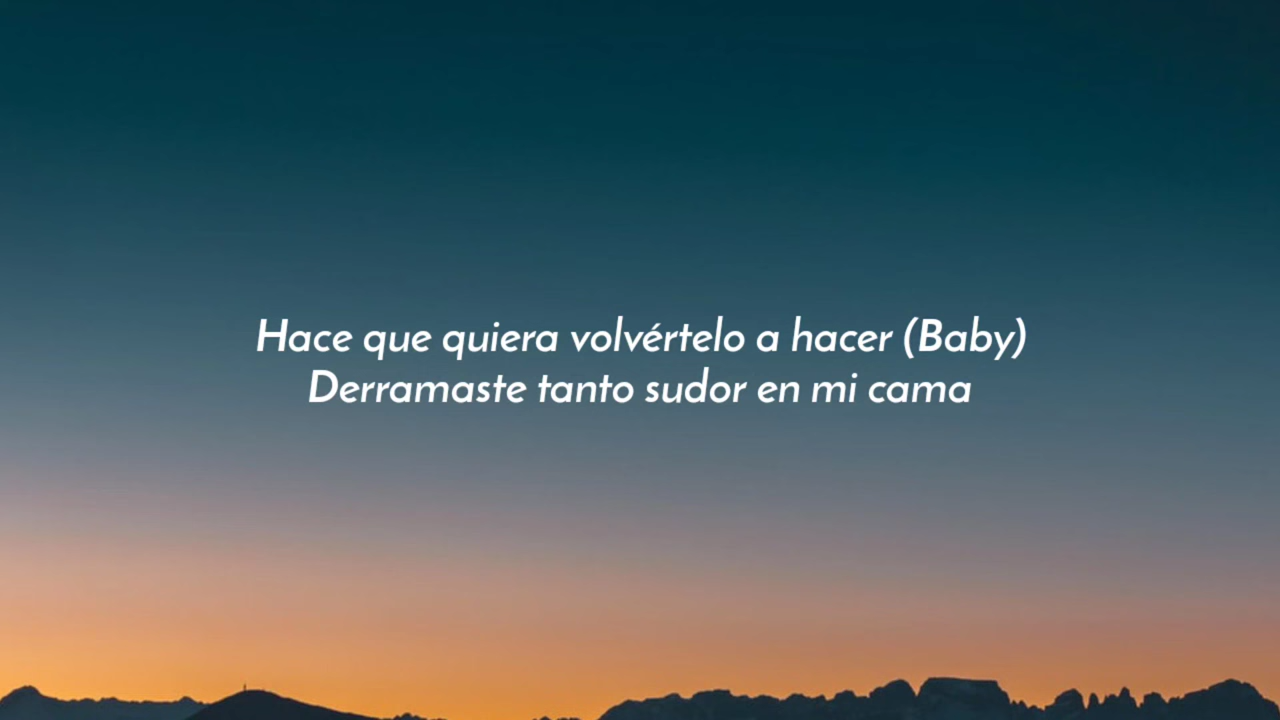 Hace que quiera volvértelo a hacer (Baby)
Derramaste tanto sudor en mi cama